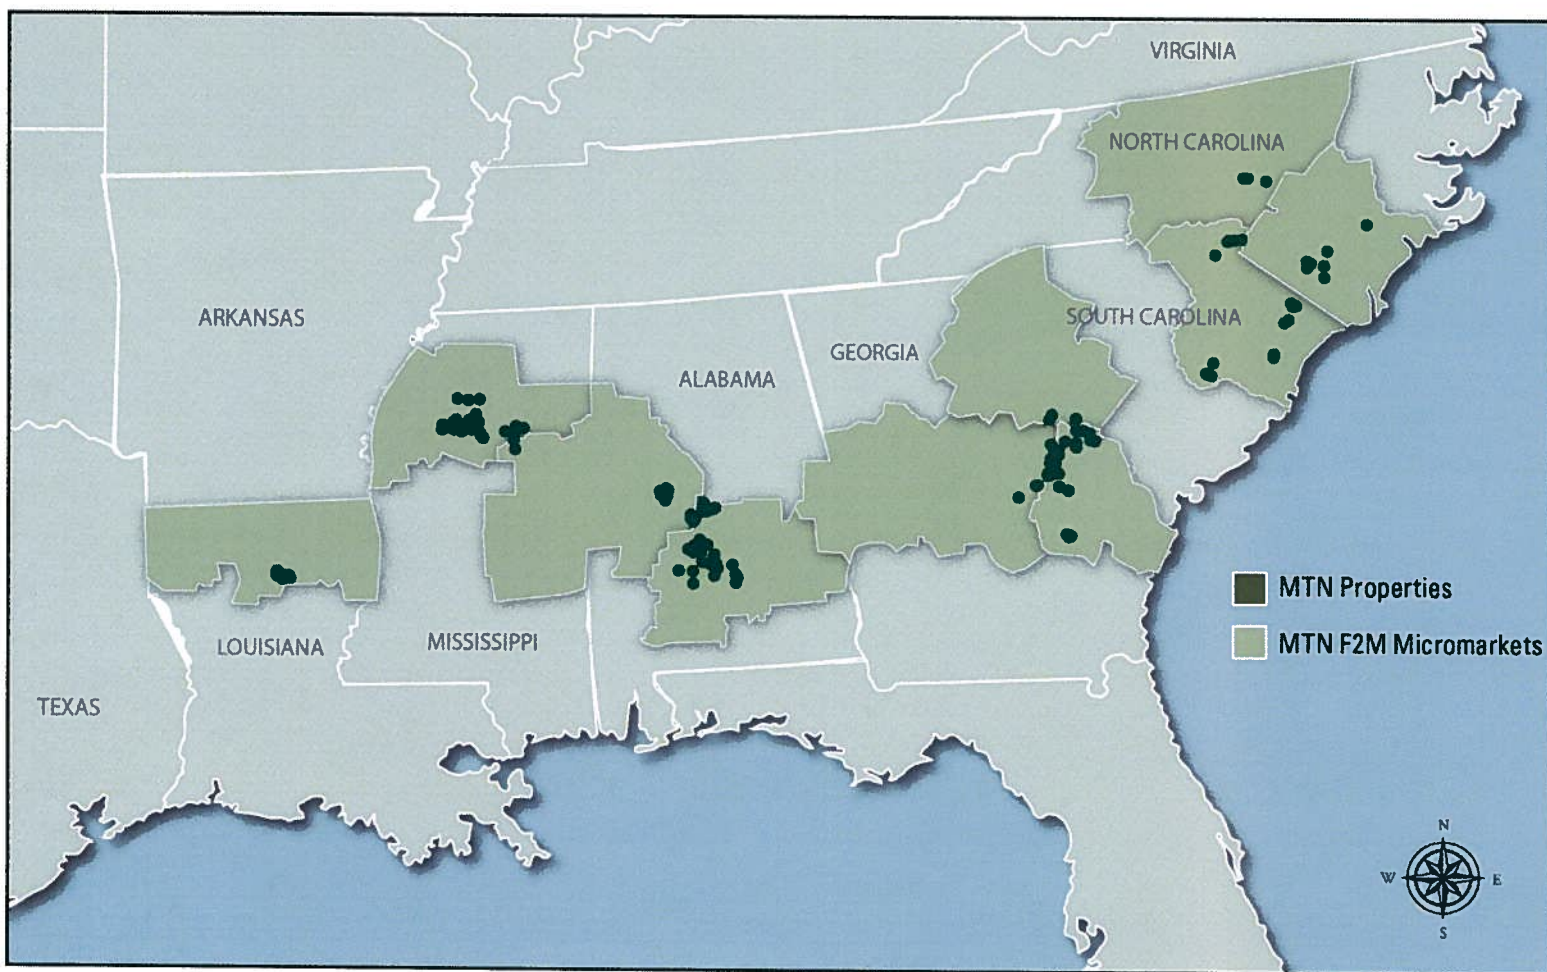 VIRGINIA
NORTH CAROLINA
ARKANSAS
SOUTH CAROLINA
GEORGIA
ALABAMA
MTN Properties
MTN F2M Micromarkets
LOUISIANA
MISSISSIPPI
TEXAS
N
W E
S